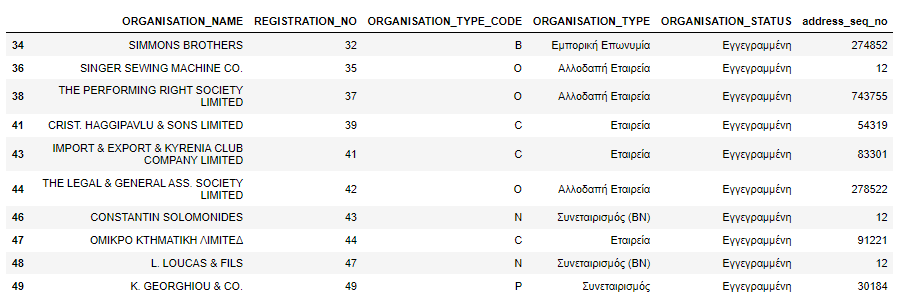 ORGANISATION_NAME REGISTRATION_NO ORGANISATION_TYPE_CODE ORGANISATION_TYPE ORGANISATION_STATUS address_seq_no
34 SIMMONS BROTHERS 32 B Εμπορική Επωνυμία Εγγεγραμμένη 274852
36 SINGER SEWING MACHINE CO. 35 O Αλλοδαπή Εταιρεία Εγγεγραμμένη 12
38 THE PERFORMING RIGHT SOCIETY LIMITED 37 O Αλλοδαπή Εταιρεία Εγγεγραμμένη 743755
41 CRIST. HAGGIPAVLU & SONS LIMITED 39 C Εταιρεία Εγγεγραμμένη 54319
43 IMPORT & EXPORT & KYRENIA CLUB COMPANY LIMITED 41 C Εταιρεία Εγγεγραμμένη 83301
44 THE LEGAL & GENERAL ASS. SOCIETY LIMITED 42 O Αλλοδαπή Εταιρεία Εγγεγραμμένη 278522
46 CONSTANTIN SOLOMONIDES 43 N Συνεταιρισμός (ΒΝ) Εγγεγραμμένη 12
47 ΟΜΙΚΡΟ ΚΤΗΜΑΤΙΚΗ ΛΙΜΙΤΕΔ 44 C Εταιρεία Εγγεγραμμένη 91221
48 L. LOUCAS & FILS 47 N Συνεταιρισμός (ΒΝ) Εγγεγραμμένη 12
49 K. GEORGHIOU & CO. 49 P Συνεταιρισμός Εγγεγραμμένη 30184